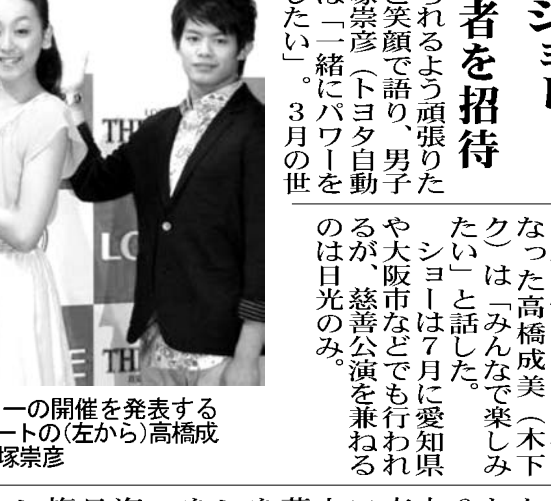 ショー
者を招待
られるよう頑張りた
と笑顔で語り、男子
塚崇彦(トヨタ自動
は「一緒にパワーを
したい」。3月の世
なった高橋成美(木下
ク)は「みんなで楽しみ
たい」と話した。
ショーは7月に愛知県
や大阪市などでも行われ
るが、慈善公演を兼ねる
のは日光のみ。
TH
LO
TH
ーの開催を発表する
ートの(左から)高橋成
塚崇彦